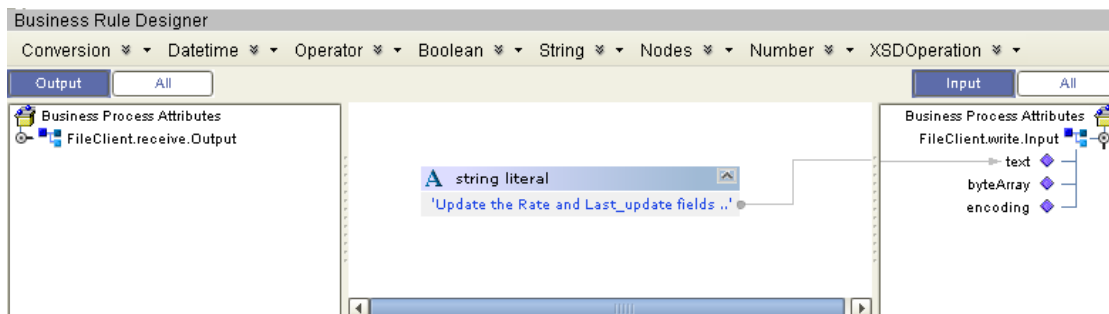 Business Rule Designer
Conversion Datetime Operator Boolean String Nodes Number XSDOperation
Output All Input All
Business Process Attributes
FileClient.receive.Output
A string literal
'Update the Rate and Last_update fields ..'
Business Process Attributes
FileClient.write.Input
text
byteArray
encoding